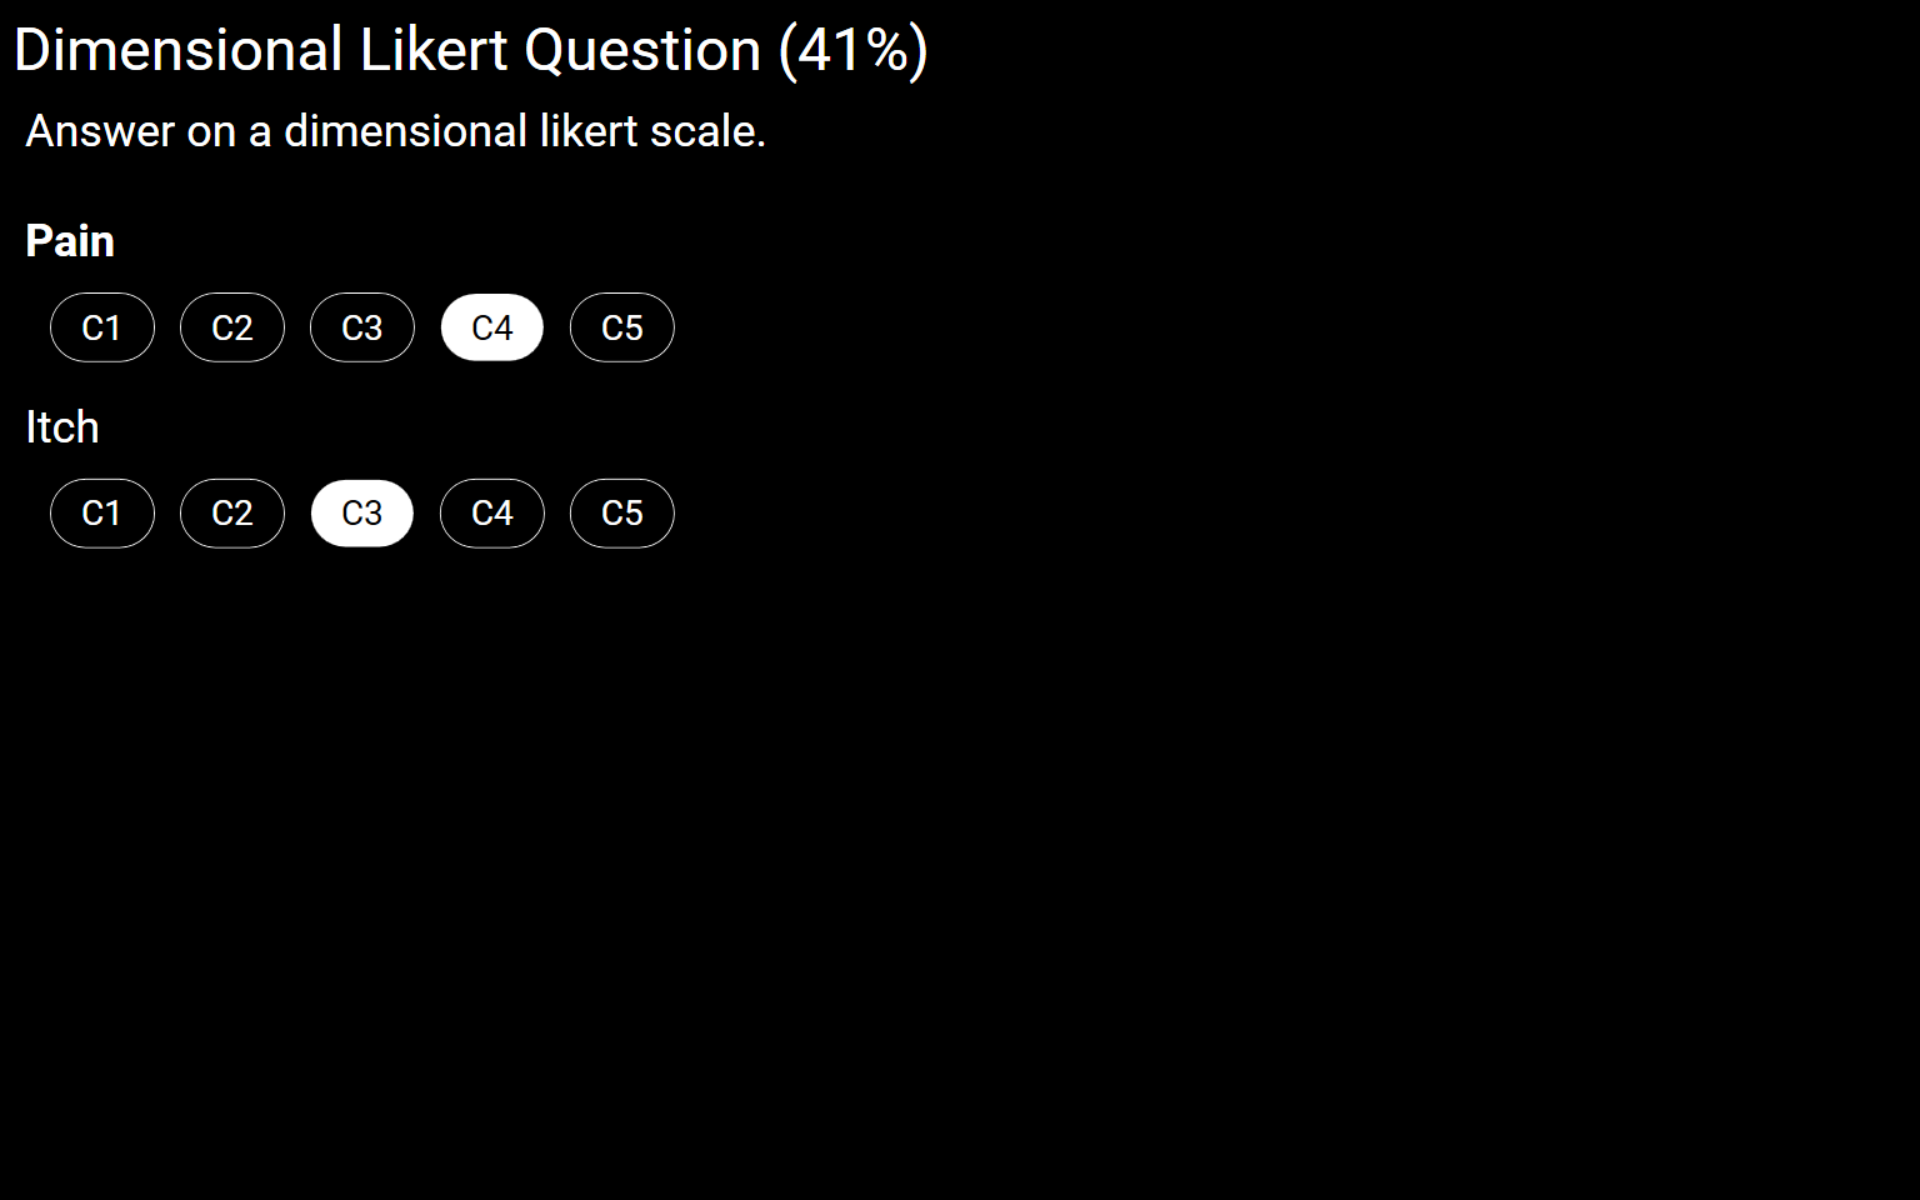 Dimensional Likert Question (41%)
Answer on a dimensional likert scale.
Pain
C1 C2 C3 C4 C5
Itch
C1 C2 C3 C4 C5